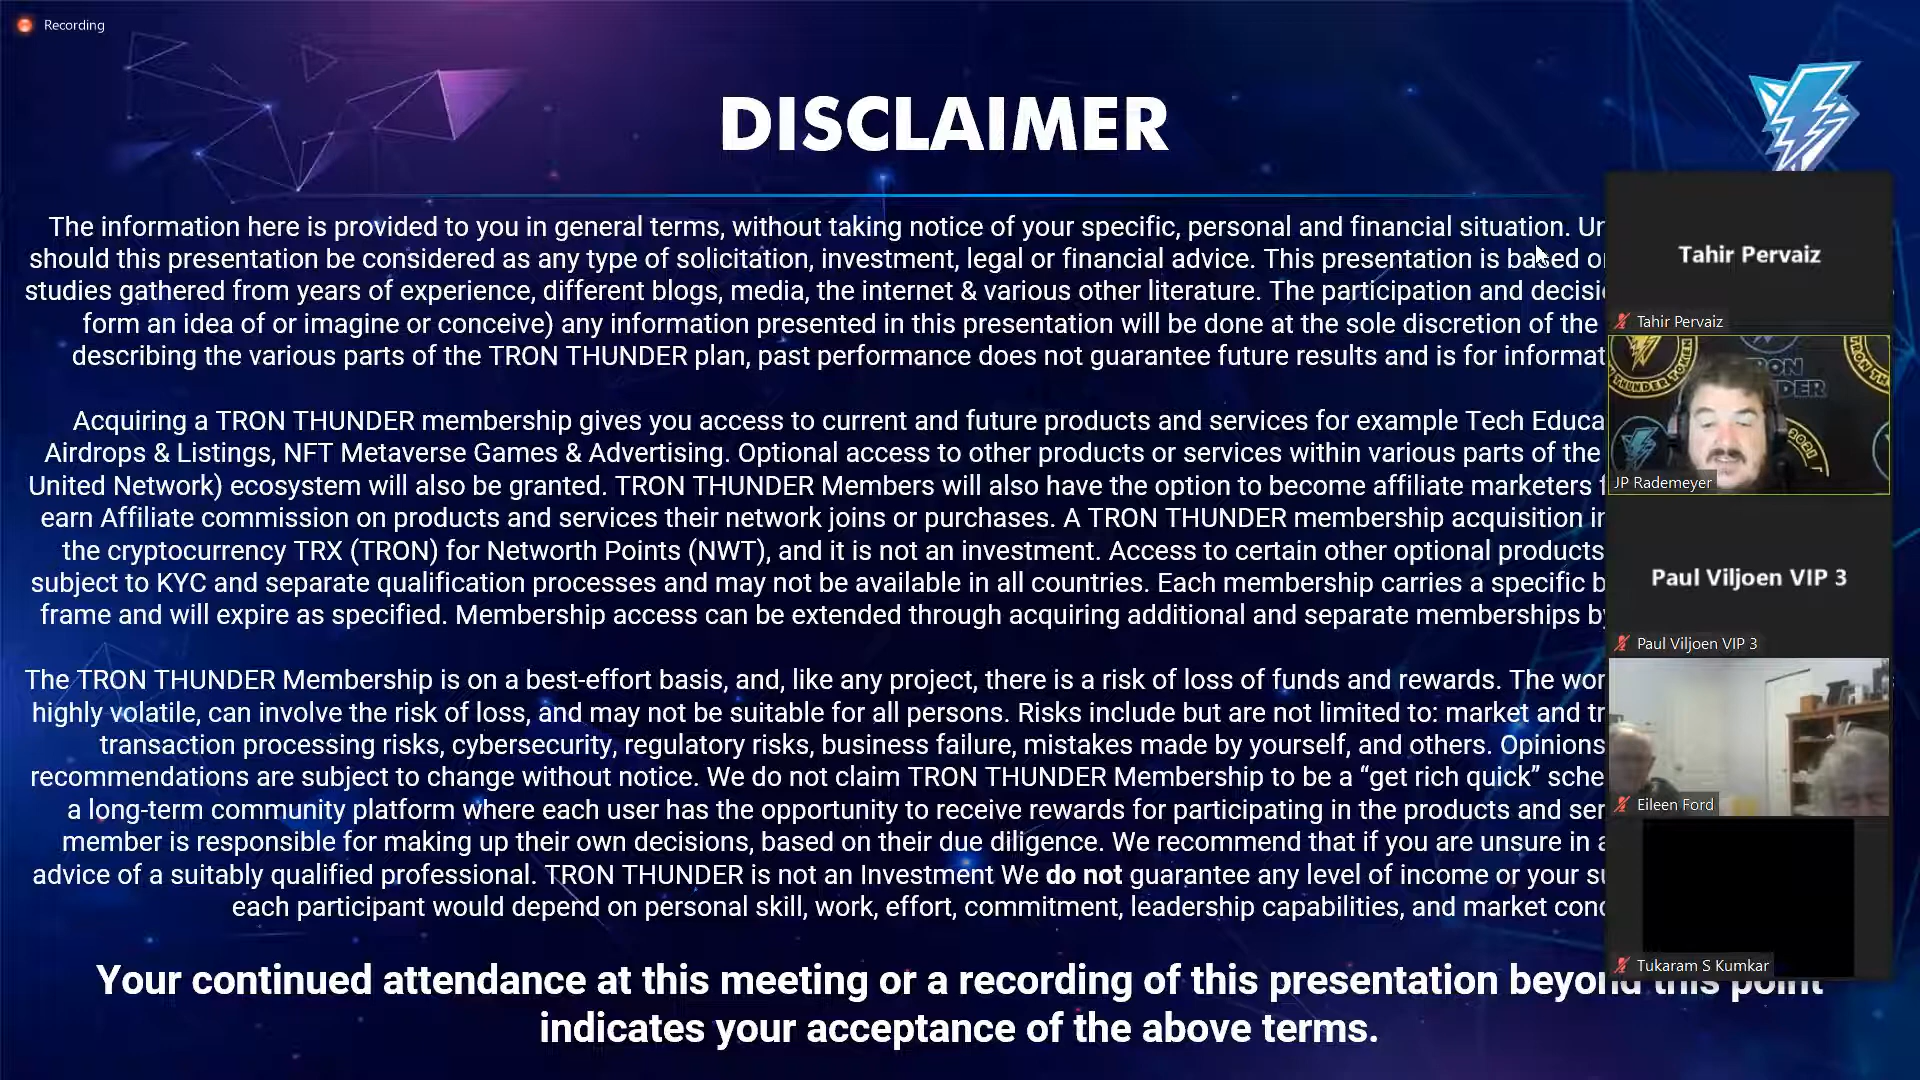 Recording
DISCLAIMER
The information here is provided to you in general terms, without taking notice of your specific, personal and financial situation.
should this presentation be considered as any type of solicitation, investment, legal or financial advice. This presentation is based
studies gathered from years of experience, different blogs, media, the internet & various other literature. The participation and
form an idea of or imagine or conceive) any information presented in this presentation will be done at the sole discretion of the
describing the various parts of the TRON THUNDER plan, past performance does not guarantee future results and is for
Acquiring a TRON THUNDER membership gives you access to current and future products and services for example Tech
Airdrops & Listings, NFT Metaverse Games & Advertising. Optional access to other products or services within various parts of the
United Network) ecosystem will also be granted. TRON THUNDER Members will also have the option to become affiliate marketers
earn Affiliate commission on products and services their network joins or purchases. A TRON THUNDER membership acquisition
the cryptocurrency TRX (TRON) for Networth Points (NWT), and it is not an investment. Access to certain other optional products
subject to KYC and separate qualification processes and may not be available in all countries. Each membership carries a specific
frame and will expire as specified. Membership access can be extended through acquiring additional and separate memberships
The TRON THUNDER Membership is on a best-effort basis, and, like any project, there is a risk of loss of funds and rewards. The
highly volatile, can involve the risk of loss, and may not be suitable for all persons. Risks include but are not limited to: market and
transaction processing risks, cybersecurity, regulatory risks, business failure, mistakes made by yourself, and others. Opinions
recommendations are subject to change without notice. We do not claim TRON THUNDER Membership to be a “get rich quick”
a long-term community platform where each user has the opportunity to receive rewards for participating in the products and
member is responsible for making up their own decisions, based on their due diligence. We recommend that if you are unsure in
advice of a suitably qualified professional. TRON THUNDER is not an Investment We do not guarantee any level of income or your
each participant would depend on personal skill, work, effort, commitment, leadership capabilities, and market
Your continued attendance at this meeting or a recording of this presentation beyond this point
indicates your acceptance of the above terms.
Tahir Pervaiz
Tahir Pervaiz
JP Rademeyer
Paul Viljoen VIP 3
Paul Viljoen VIP 3
Eileen Ford
Tukaram S Kumkar